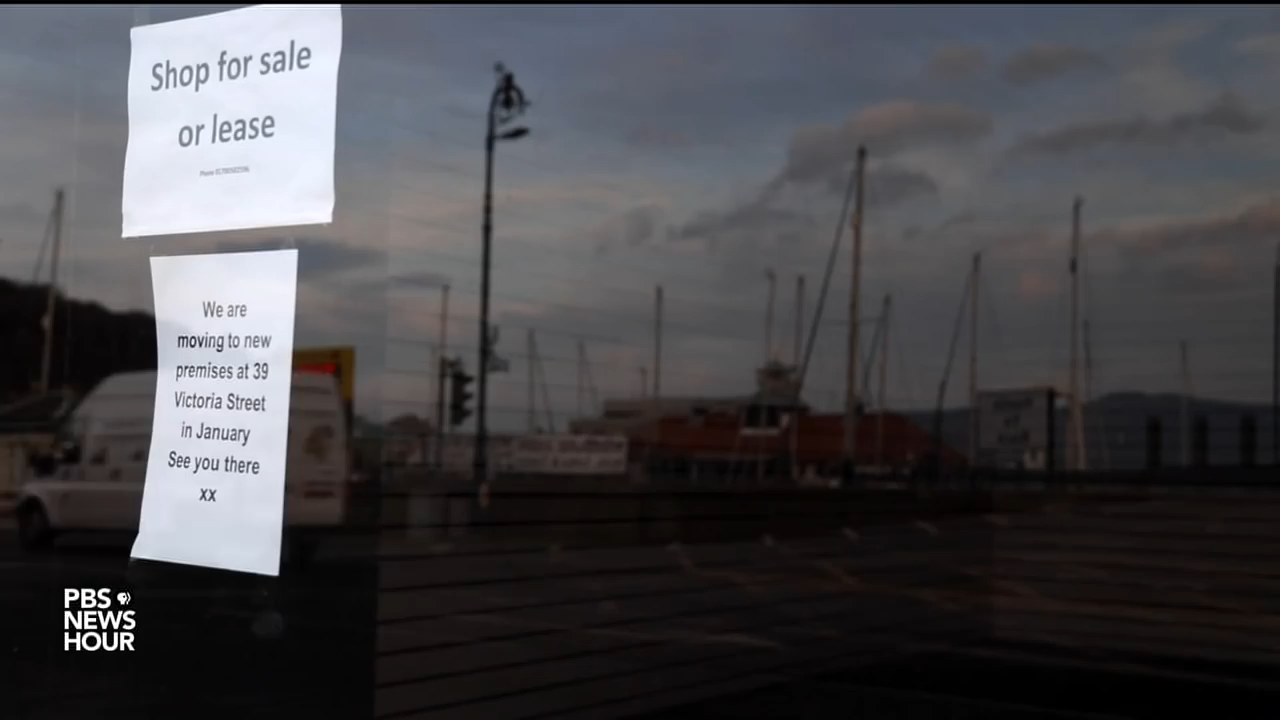 Shop for sale
or lease
We are
moving to new
premises at 39
Victoria Street
in January
See you there
xx
PBS
NEWS
HOUR